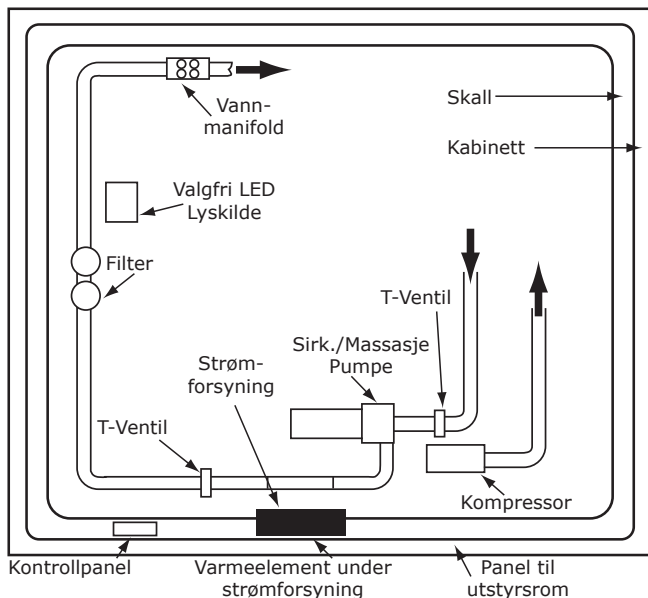 Vann-
manifold
Skall
Kabinett
Valgfri LED
Lyskilde
Filter
T-Ventil
Sirk./Massasje
Pumpe
Strøm-
forsyning
T-Ventil
Kompressor
Kontrollpanel
Varmeelement under
strømforsyning
Panel til
utstyrsrom